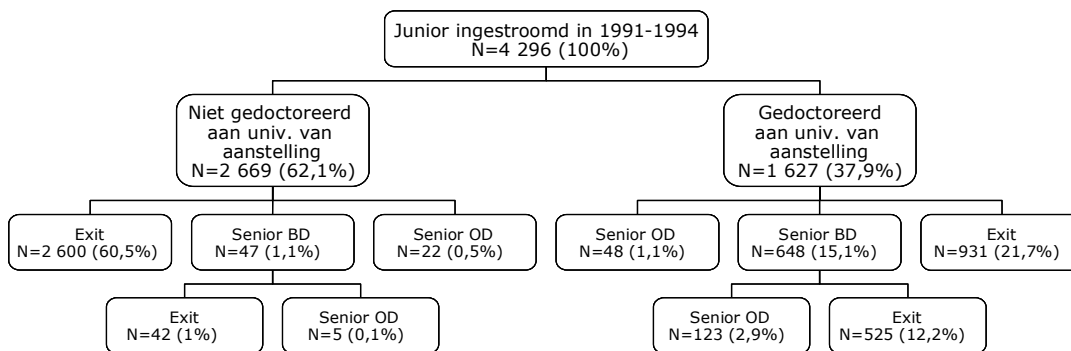 Junior ingestroomd in 1991-1994
N=4 296 (100%)
Niet gedoctoreerd
aan univ. van
aanstelling
N=2 669 (62,1%)
Gedoctoreerd
aan univ. van
aanstelling
N=1 627 (37,9%)
Exit
N=2 600 (60,5%)
Senior BD
N=47 (1,1%)
Senior OD
N=22 (0,5%)
Senior OD
N=48 (1,1%)
Senior BD
N=648 (15,1%)
Exit
N=931 (21,7%)
Exit
N=42 (1%)
Senior OD
N=5 (0,1%)
Senior OD
N=123 (2,9%)
Exit
N=525 (12,2%)